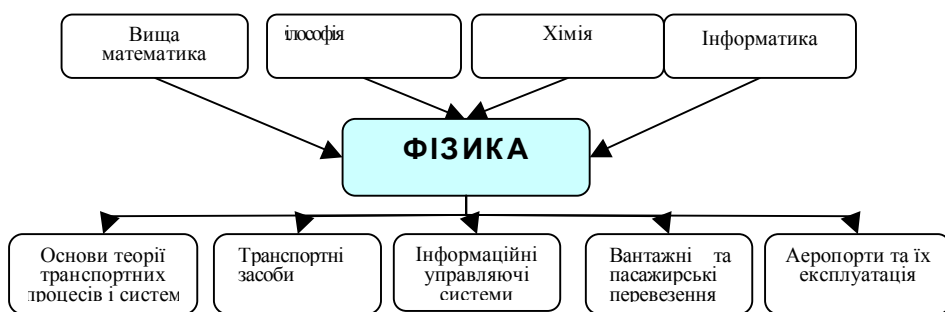 Вища
математика
ілософія
Хімія
Інформатика
ФІЗИКА
Основи теорії
транспортних
процесів і систем
Транспортні
засоби
Інформаційні
управляючі
системи
Вантажні та
пасажирські
перевезення
Аеропорти та їх
експлуатація